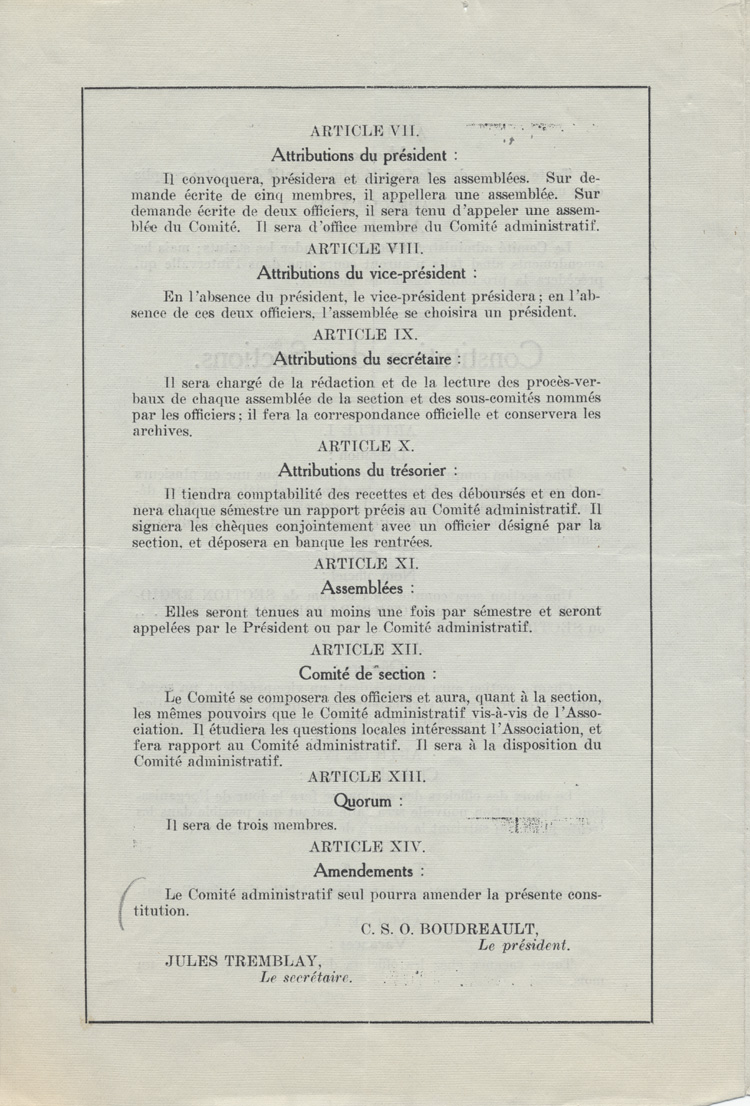 ARTICLE VII.
Attributions du président :
Il convoquera, présidera et dirigera les assemblées. Sur de-
mande écrite de cinq membres, il appellera une assemblée. Sur
demande écrite de deux officiers, il sera tenu d'appeler une assem-
blée du Comité. Il sera d'office membre du Comité administratif.
ARTICLE VIII.
Attributions du vice-président :
En l'absence du président, le vice-président présidera ; en l'ab-
sence de ces deux officiers, l'assemblée se choisira un président.
ARTICLE IX.
Attributions du secrétaire :
Il sera chargé de la rédaction et de la lecture des procès-ver-
baux de chaque assemblée de la section et des sous-comités nommés
par les officiers ; il fera la correspondance officielle et conservera les
archives.
ARTICLE X.
Attributions du trésorier :
Il tiendra comptabilité des recettes et des déboursés et en don-
nera chaque sémestre un rapport précis au Comité administratif. Il
signera les chèques conjointement avec un officier désigné par la
section, et déposera en banque les rentrées.
ARTICLE XI.
Assemblées :
Elles seront tenues au moins une fois par sémestre et seront
appelées par le Président ou par le Comité administratif.
ARTICLE XII.
Comité de section :
Le Comité se composera des officiers et aura, quant à la section,
les mêmes pouvoirs que le Comité administratif vis-à-vis de l'Asso-
ciation. Il étudiera les questions locales intéressant l'Association, et
fera rapport au Comité administratif. Il sera à la disposition du
Comité administratif.
ARTICLE XIII.
Quorum :
Il sera de trois membres.
ARTICLE XIV.
Amendements :
Le Comité administratif seul pourra amender la présente cons-
titution.
C. S. O. BOUDREAULT,
Le président.
JULES TREMBLAY,
Le secrétaire.